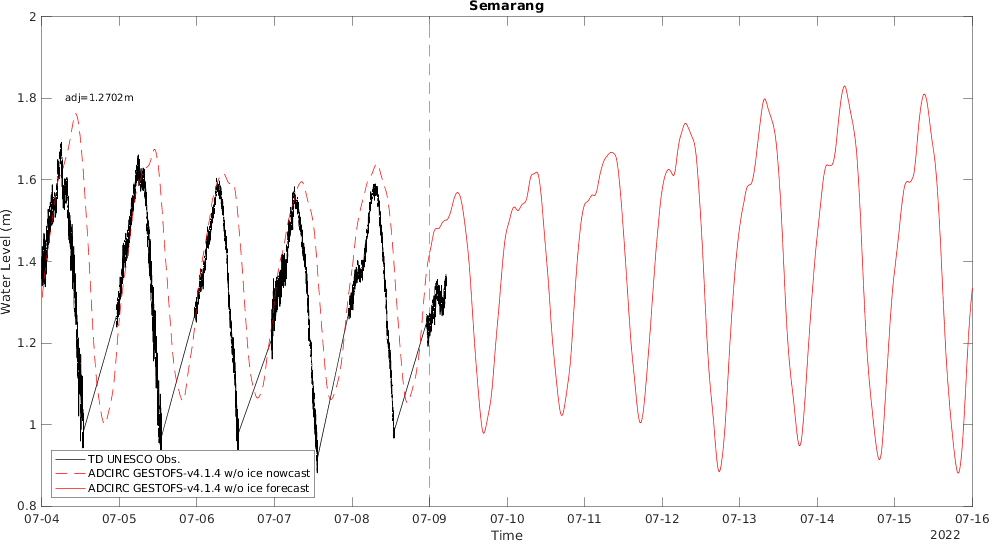 Semarang
adj=1.2702m
Water Level (m)
2
1.8
1.6
1.4
1.2
1
0.8
TD UNESCO Obs.
ADCIRC GESTOFS-v4.1.4 w/o ice nowcast
ADCIRC GESTOFS-v4.1.4 w/o ice forecast
07-04 07-05 07-06 07-07 07-08 07-09 07-10 07-11 07-12 07-13 07-14 07-15 07-16
Time
2022